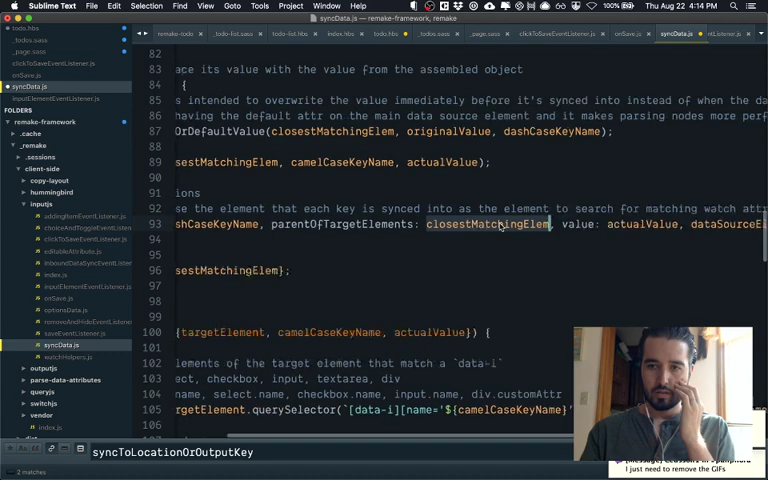 Sublime Text File Edit Selection Find View Goto Tools Project Window Help 100% Thu Aug 22 4:14 PM
syncData.js — remake-framework, remake
remake-todo _todo-list.sass todo-list.hbs index.hbs todo.hbs _todos.sass _page.sass clickToSaveEventListener.js onSave.js syncData.js
todo.hbs
_todos.sass
_page.sass
clickToSaveEventListener.js
onSave.js
syncData.js
inputElementEventListener.js
FOLDERS
remake-framework
.cache
_remake
.sessions
client-side
copy-layout
hummingbird
inputjs
addingItemEventListener.js
choiceAndToggleEventListene
clickToSaveEventListener.js
editableAttribute.js
inboundDataSyncEventListene
index.js
inputElementEventListener.js
onSave.js
optionsData.js
removeAndHideEventListener
saveEventListener.js
syncData.js
watchHelpers.js
outputjs
parse-data-attributes
queryjs
switchjs
vendor
index.js
82
83 ace its value with the value from the assembled object
84 {
85 s intended to overwrite the value immediately before it's synced into instead of when the da
86 having the default attr on the main data source element and it makes parsing nodes more perf
87 OrDefaultValue(closestMatchingElem, originalValue, dashCaseKeyName);
88
89 sestMatchingElem, camelCaseKeyName, actualValue);
90
91 ions
92 se the element that each key is synced into as the element to search for matching watch attr
93 shCaseKeyName, parentOfTargetElements: closestMatchingElem, value: actualValue, dataSourceEl
94
95
96 sestMatchingElem};
97
98
99
100 {targetElement, camelCaseKeyName, actualValue}) {
101
102 lements of the target element that match a `data-i`
103 ect, checkbox, input, textarea, div
104 name, select.name, checkbox.name, input.name, div.customAttr
105 rgetElement.querySelector(`[data-i][name='${camelCaseKeyName}'
106
syncToLocationOrOutputKey
2 matches
I just need to remove the GIFs